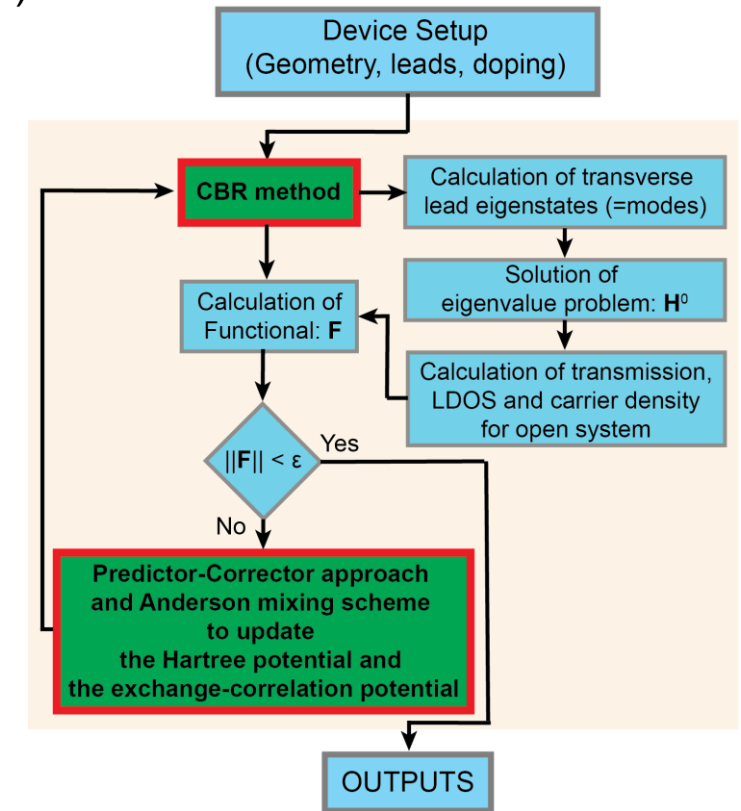 )
Device Setup
(Geometry, leads, doping)
CBR method
Calculation of transverse
lead eigenstates (=modes)
Solution of
eigenvalue problem: H⁰
Calculation of transmission,
LDOS and carrier density
for open system
Calculation of
Functional: F
||F|| < ε
Yes
No
Predictor-Corrector approach
and Anderson mixing scheme
to update
the Hartree potential and
the exchange-correlation potential
OUTPUTS